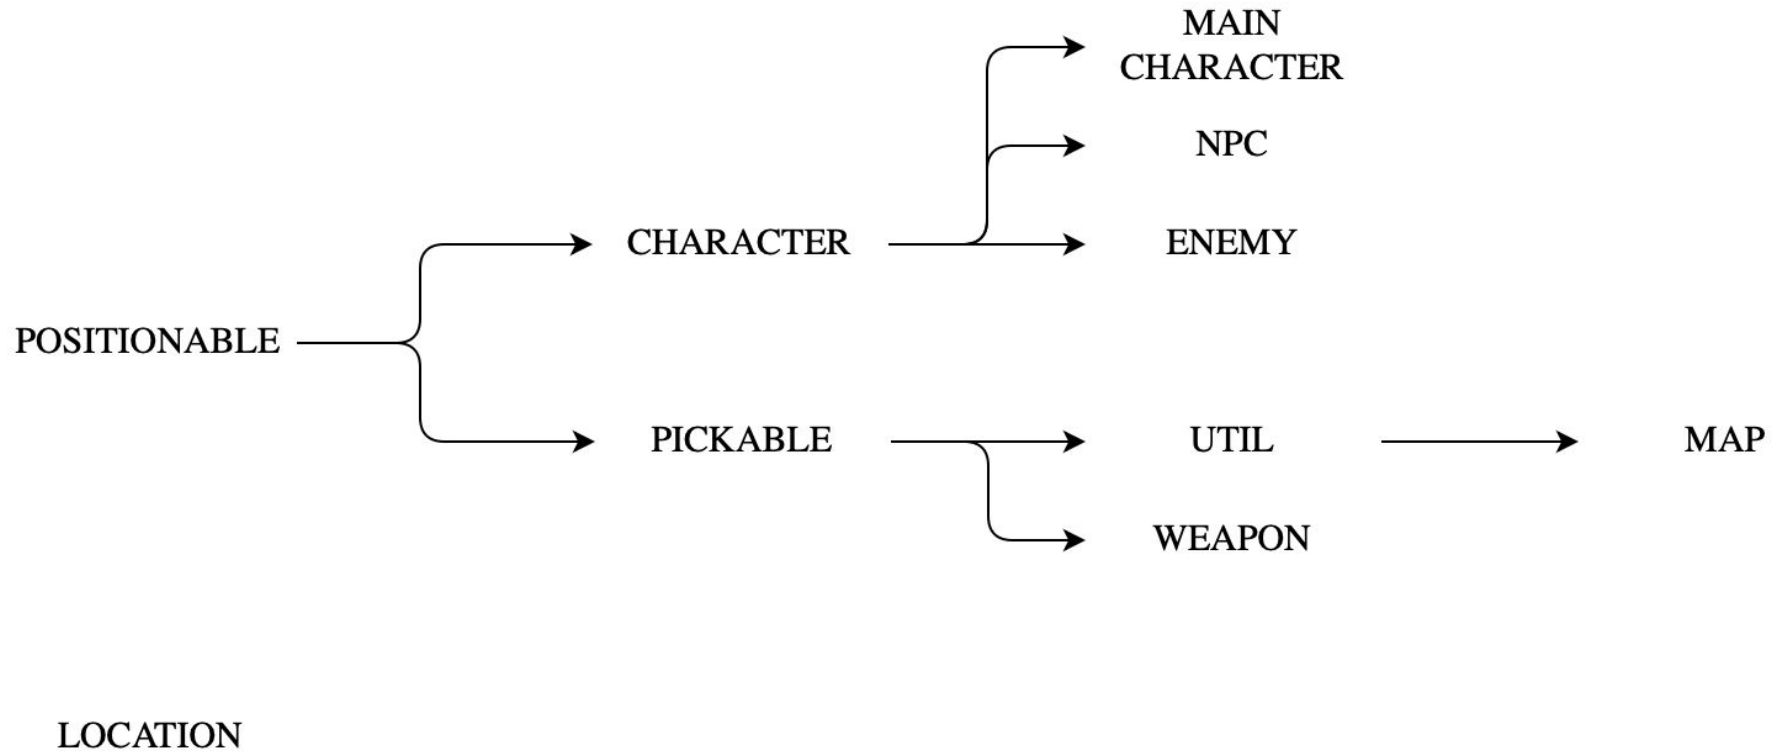 MAIN
CHARACTER
NPC
CHARACTER
ENEMY
POSITIONABLE
PICKABLE
UTIL
MAP
WEAPON
LOCATION